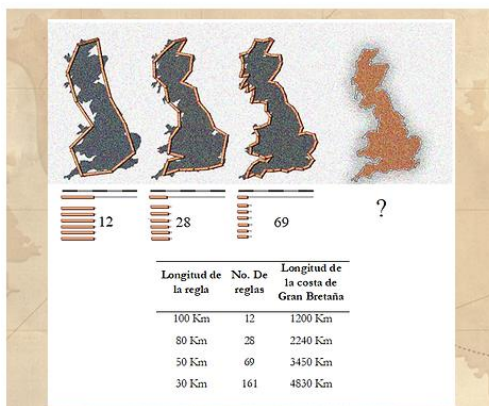 12
28
69
?
Longitud de la regla No. De reglas Longitud de la costa de Gran Bretaña
100 Km 12 1200 Km
80 Km 28 2240 Km
50 Km 69 3450 Km
30 Km 161 4830 Km